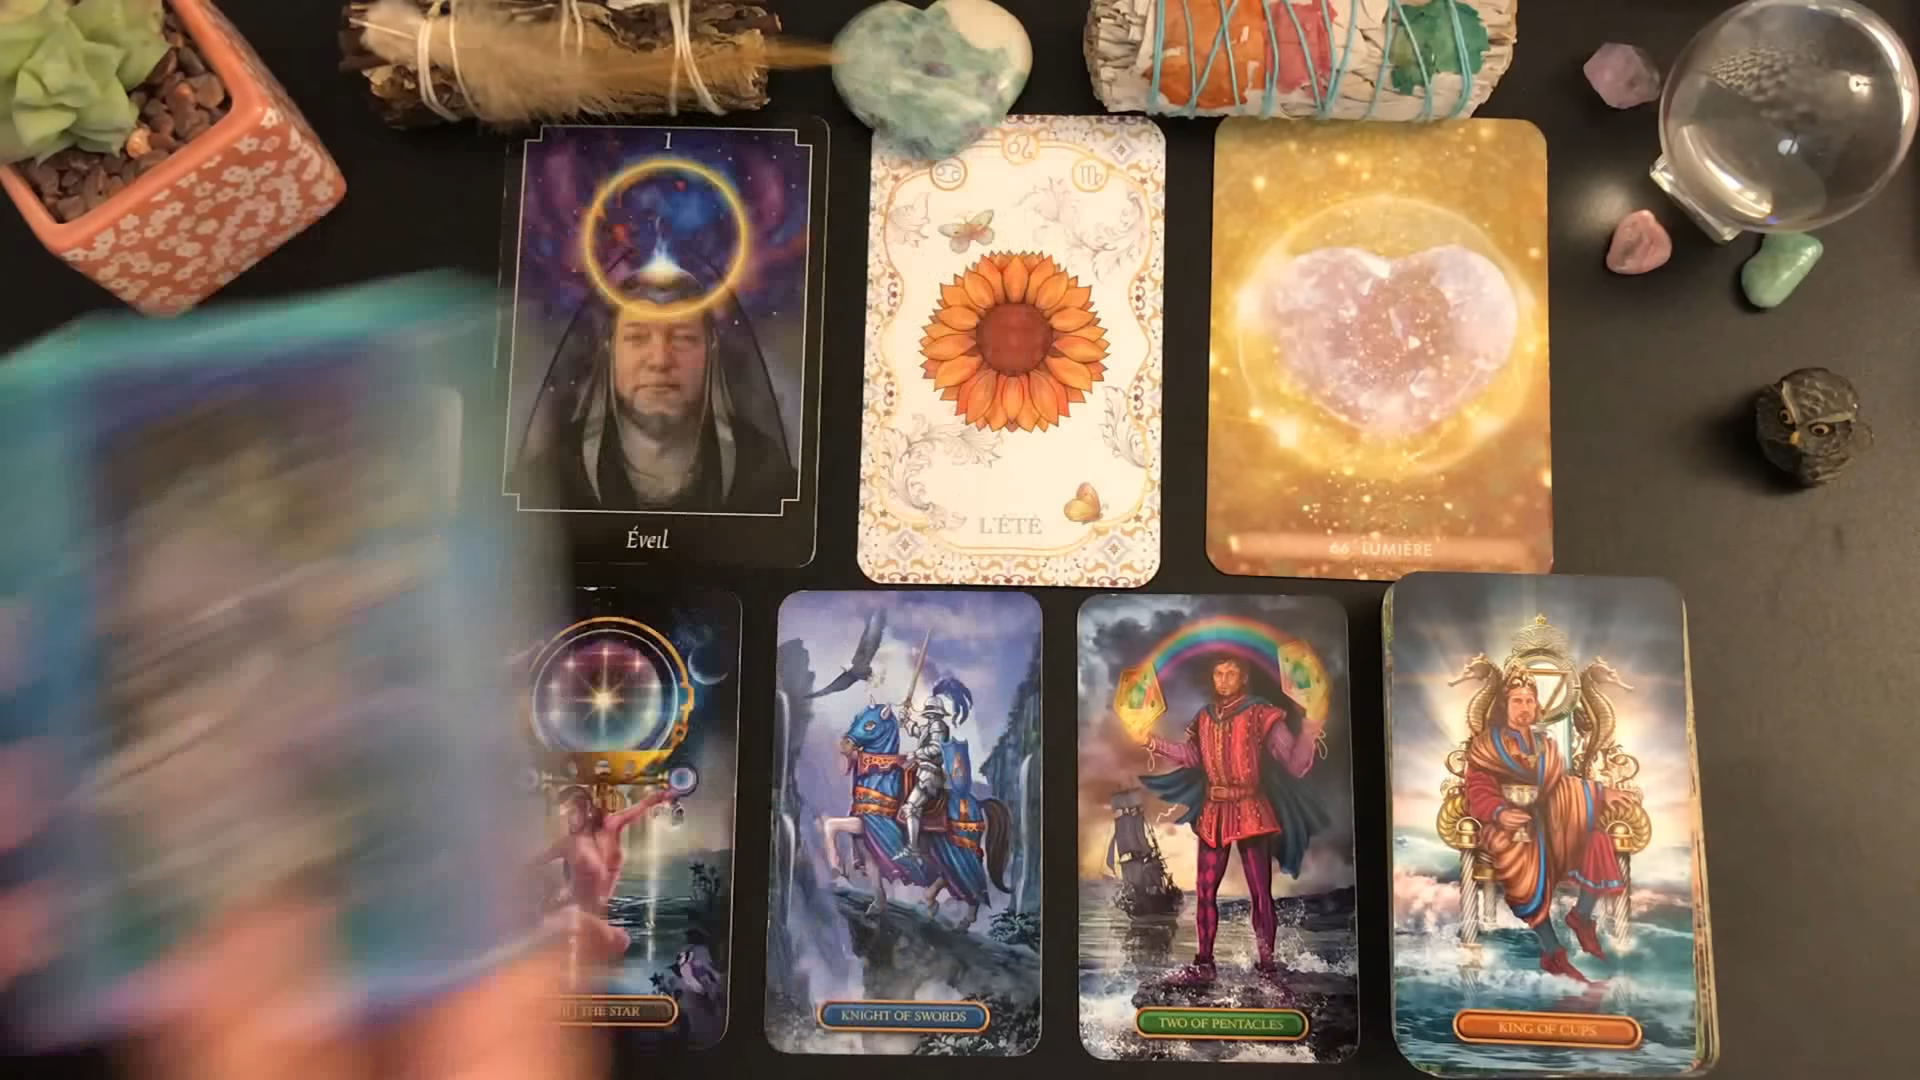 1
Éveil
L'ÉTÉ
66. LUMIÈRE
THE STAR
KNIGHT OF SWORDS
TWO OF PENTACLES
KING OF CUPS